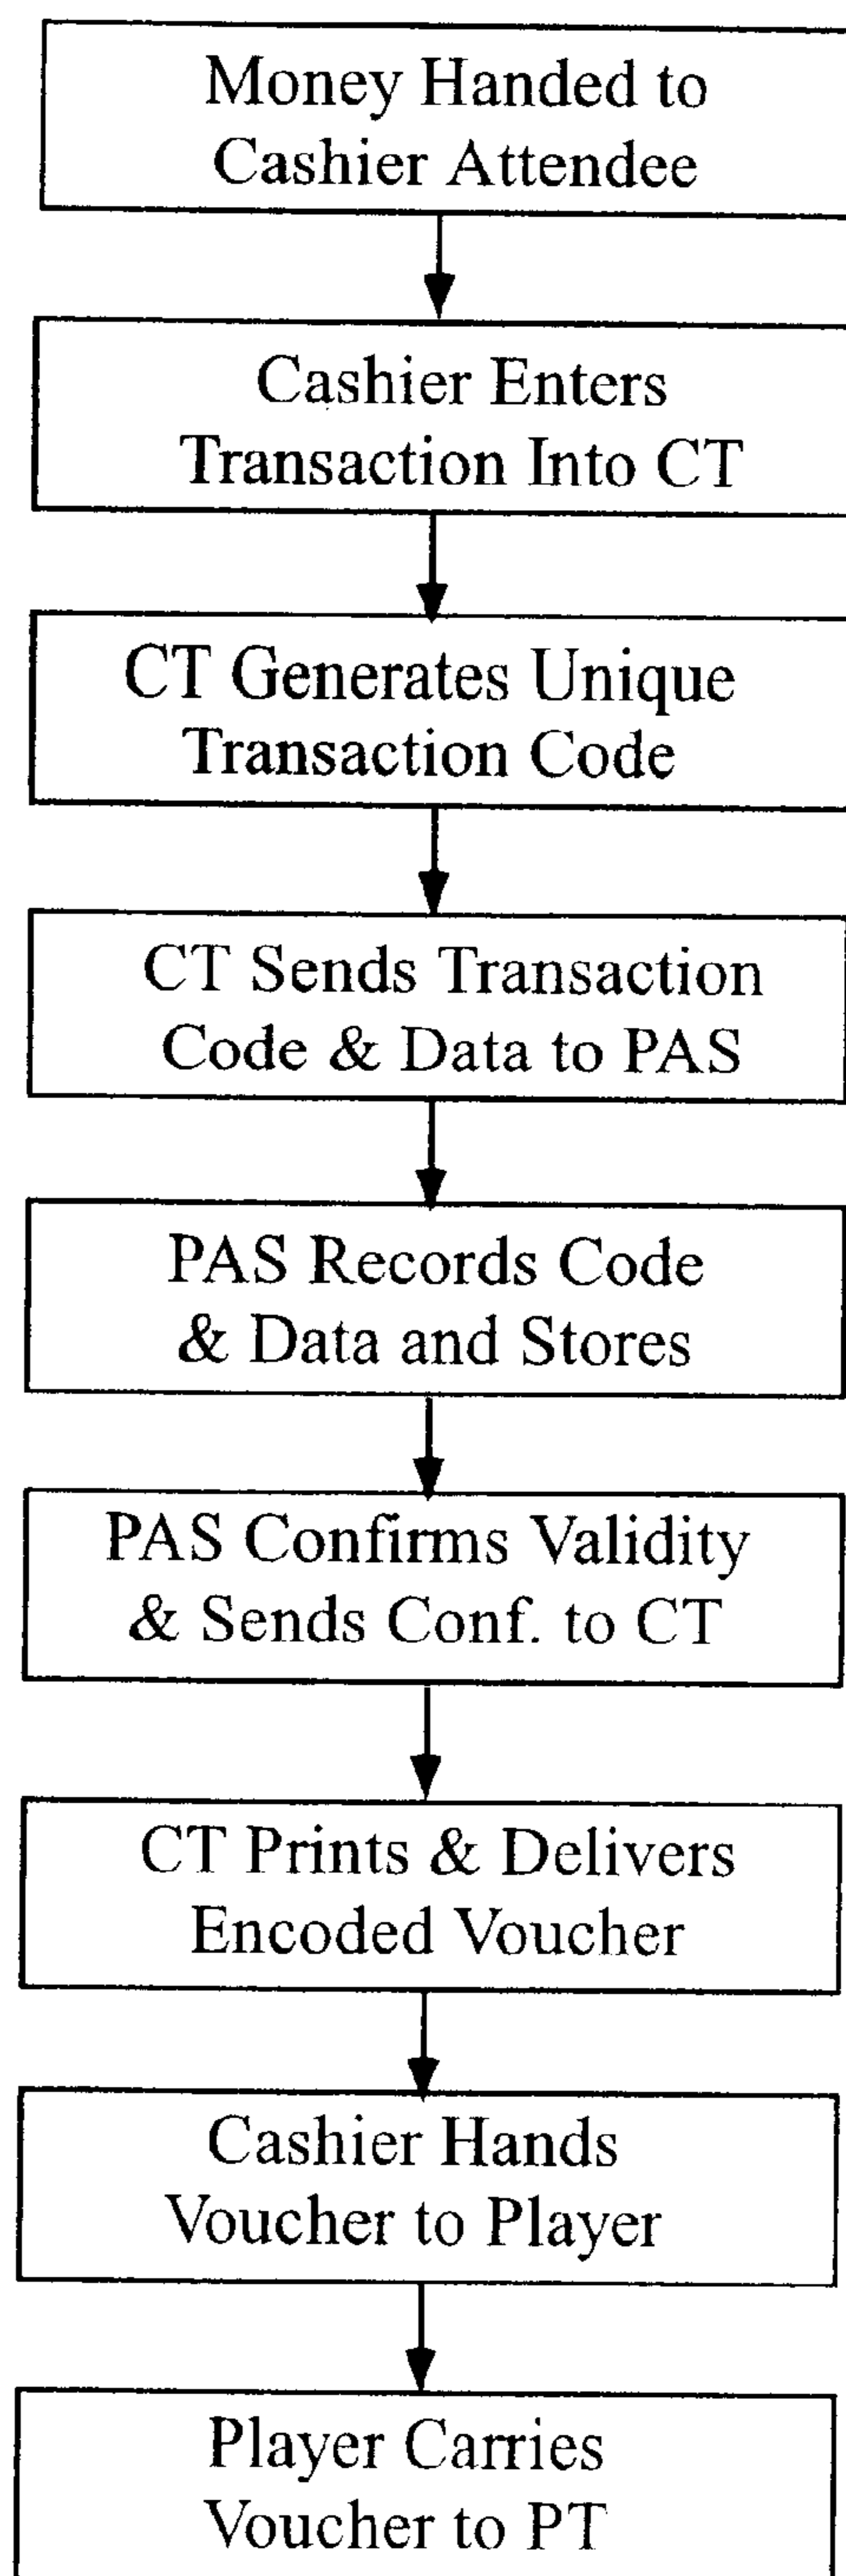 Money Handed to
Cashier Attendee
Cashier Enters
Transaction Into CT
CT Generates Unique
Transaction Code
CT Sends Transaction
Code & Data to PAS
PAS Records Code
& Data and Stores
PAS Confirms Validity
& Sends Conf. to CT
CT Prints & Delivers
Encoded Voucher
Cashier Hands
Voucher to Player
Player Carries
Voucher to PT